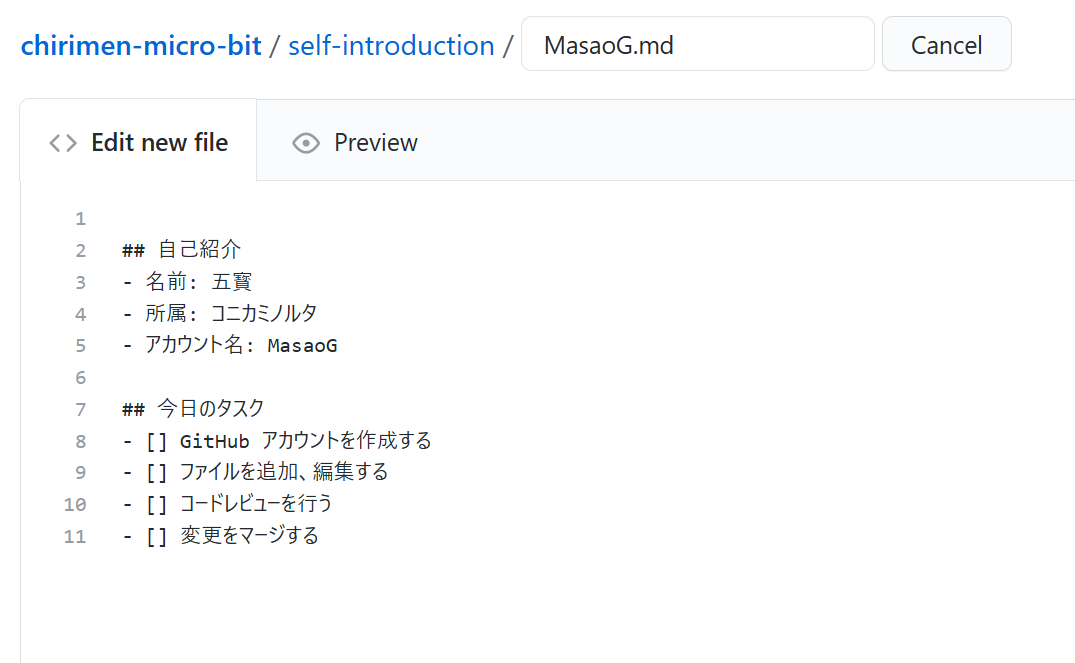 chirimen-micro-bit / self-introduction / MasaoG.md Cancel
Edit new file Preview
1
2 ## 自己紹介
3 - 名前: 五寳
4 - 所属: コニカミノルタ
5 - アカウント名: MasaoG
6
7 ## 今日のタスク
8 - [] GitHub アカウントを作成する
9 - [] ファイルを追加、編集する
10 - [] コードレビューを行う
11 - [] 変更をマージする